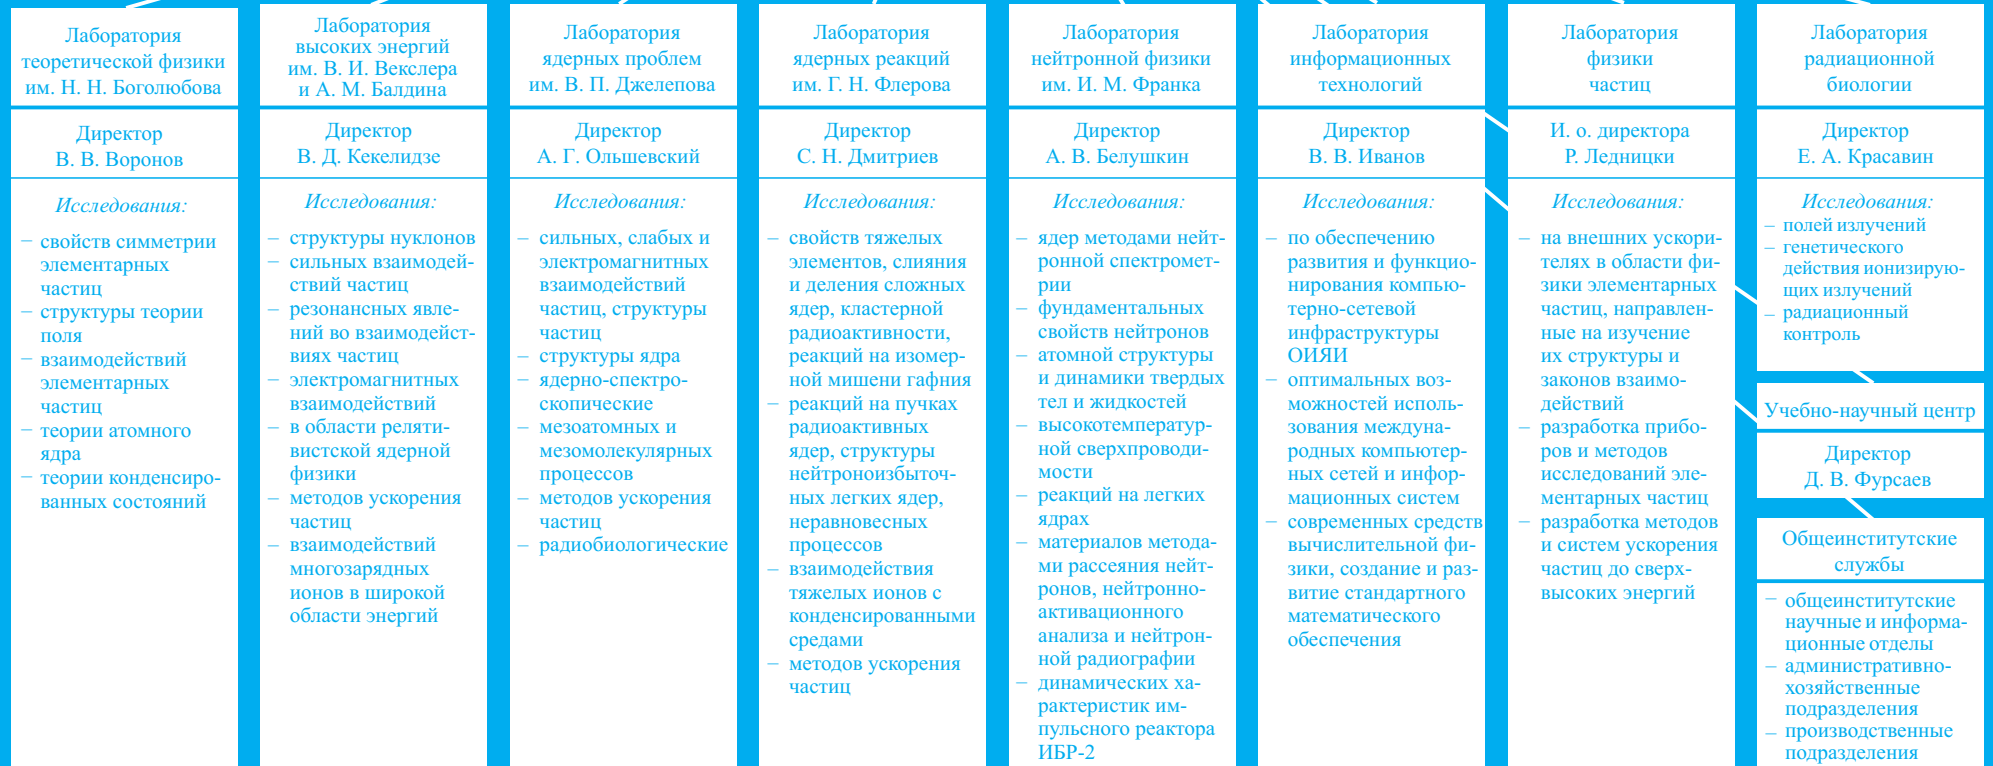 Лаборатория
теоретической физики
им. Н. Н. Боголюбова
Директор
В. В. Воронов
Исследования:
– свойств симметрии
элементарных
частиц
– структуры теории
поля
– взаимодействий
элементарных
частиц
– теории атомного
ядра
– теории конденсиро-
ванных состояний
Лаборатория
высоких энергий
им. В. И. Векслера
и А. М. Балдина
Директор
В. Д. Кекелидзе
Исследования:
– структуры нуклонов
– сильных взаимодей-
ствий частиц
– резонансных явле-
ний во взаимодейст-
виях частиц
– электромагнитных
взаимодействий
– в области реляти-
вистской ядерной
физики
– методов ускорения
частиц
– взаимодействий
многозарядных
ионов в широкой
области энергий
Лаборатория
ядерных проблем
им. В. П. Джелепова
Директор
А. Г. Ольшевский
Исследования:
– сильных, слабых и
электромагнитных
взаимодействий
частиц, структуры
частиц
– структуры ядра
– ядерно-спектро-
скопические
– мезоатомных и
мезомолекулярных
процессов
– методов ускорения
частиц
– радиобиологические
Лаборатория
ядерных реакций
им. Г. Н. Флерова
Директор
С. Н. Дмитриев
Исследования:
– свойств тяжелых
элементов, слияния
и деления сложных
ядер, кластерной
радиоактивности,
реакций на изомер-
ной мишени гафния
– реакций на пучках
радиоактивных
ядер, структуры
нейтроноизбыточ-
ных легких ядер,
неравновесных
процессов
– взаимодействия
тяжелых ионов с
конденсированными
средами
– методов ускорения
частиц
Лаборатория
нейтронной физики
им. И. М. Франка
Директор
А. В. Белушкин
Исследования:
– ядер методами нейт-
ронной спектромет-
рии
– фундаментальных
свойств нейтронов
– атомной структуры
и динамики твердых
тел и жидкостей
– высокотемператур-
ной сверхпроводи-
мости
– реакций на легких
ядрах
– материалов метода-
ми рассеяния нейт-
ронов, нейтронно-
активационного
анализа и нейтрон-
ной радиографии
– динамических ха-
рактеристик им-
пульсного реактора
ИБР-2
Лаборатория
информационных
технологий
Директор
В. В. Иванов
Исследования:
– по обеспечению
развития и функцио-
нирования компью-
терно-сетевой
инфраструктуры
ОИЯИ
– оптимальных воз-
можностей исполь-
зования междуна-
родных компьютер-
ных сетей и инфор-
мационных систем
– современных средств
вычислительной фи-
зики, создание и раз-
витие стандартного
математического
обеспечения
Лаборатория
физики
частиц
И. о. директора
Р. Ледницки
Исследования:
– на внешних ускори-
телях в области фи-
зики элементарных
частиц, направлен-
ные на изучение
их структуры и
законов взаимо-
действий
– разработка прибо-
ров и методов
исследований эле-
ментарных частиц
– разработка методов
и систем ускорения
частиц до сверх-
высоких энергий
Лаборатория
радиационной
биологии
Директор
Е. А. Красавин
Исследования:
– полей излучений
– генетического
действия ионизирую-
щих излучений
– радиационный
контроль
Учебно-научный центр
Директор
Д. В. Фурсаев
Общеинститутские
службы
– общеинститутские
научные и информа-
ционные отделы
– административно-
хозяйственные
подразделения
– производственные
подразделения